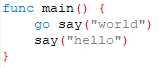 func main() {
    go say("world")
    say("hello")
}